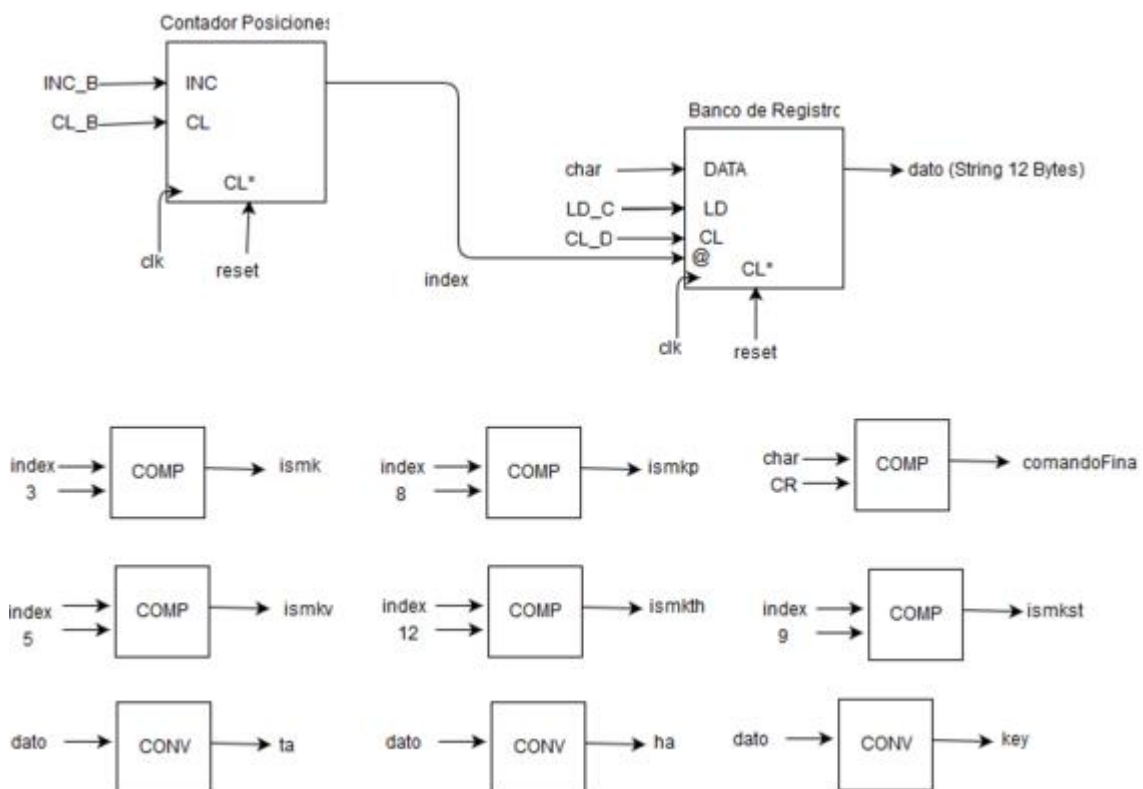 Contador Posiciones
INC_B
INC
CL_B
CL
CL*
clk
reset
index
Banco de Registro
char
DATA
dato (String 12 Bytes)
LD_C
LD
CL_D
CL
@
CL*
clk
reset
index
3
COMP
ismk
index
8
COMP
ismkp
char
CR
COMP
comandoFina
index
5
COMP
ismkv
index
12
COMP
ismkth
index
9
COMP
ismkst
dato
CONV
ta
dato
CONV
ha
dato
CONV
key